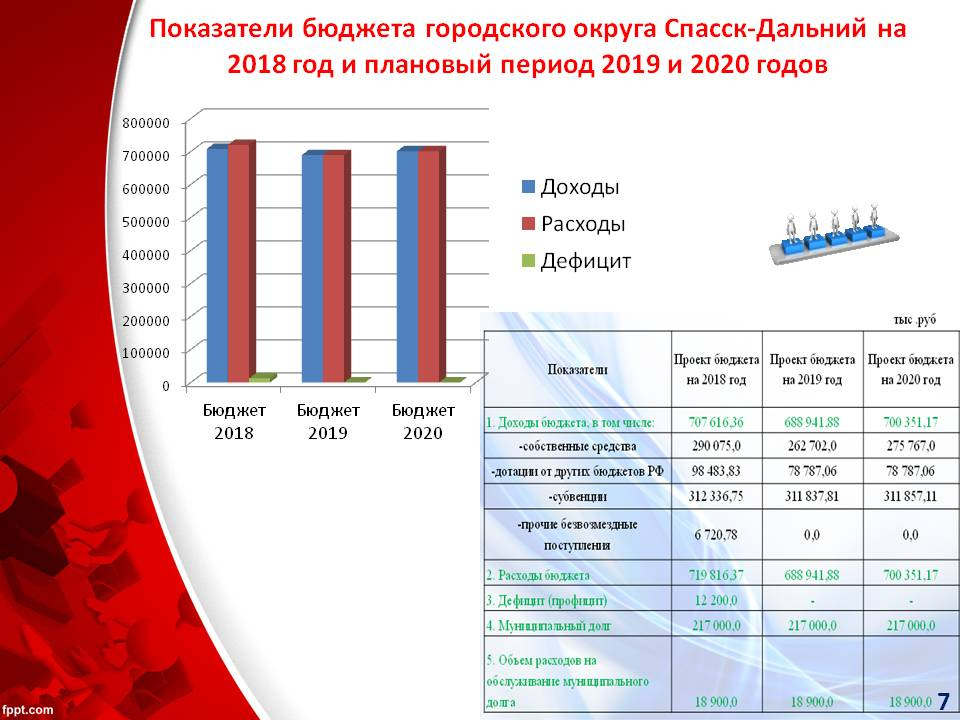 Показатели бюджета городского округа Спасск-Дальний на
2018 год и плановый период 2019 и 2020 годов
800000
700000
600000
500000
400000
300000
200000
100000
0
Бюджет 2018
Бюджет 2019
Бюджет 2020
Доходы
Расходы
Дефицит
тыс .руб
Показатели Проект бюджета на 2018 год Проект бюджета на 2019 год Проект бюджета на 2020 год
1. Доходы бюджета, в том числе: 707 616,36 688 941,88 700 351,17
-собственные средства 290 075,0 262 702,0 275 767,0
-дотации от других бюджетов РФ 98 483,83 78 787,06 78 787,06
-субвенции 312 336,75 311 837,81 311 857,11
-прочие безвозмездные поступления 6 720,78 0,0 0,0
2. Расходы бюджета 719 816,37 688 941,88 700 351,17
3. Дефицит (профицит) 12 200,0 - -
4. Муниципальный долг 217 000,0 217 000,0 217 000,0
5. Объем расходов на обслуживание муниципального долга 18 900,0 18 900,0 18 900,0
7
fppt.com